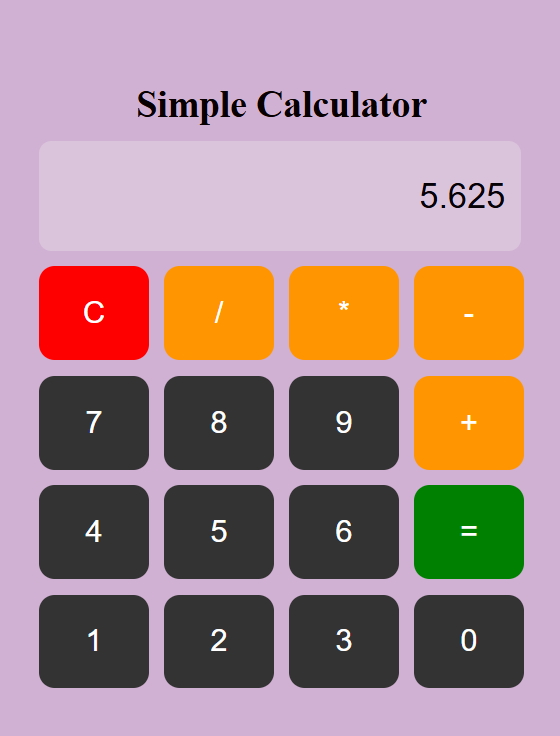 Simple Calculator
5.625
C / * -
7 8 9 +
4 5 6 =
1 2 3 0